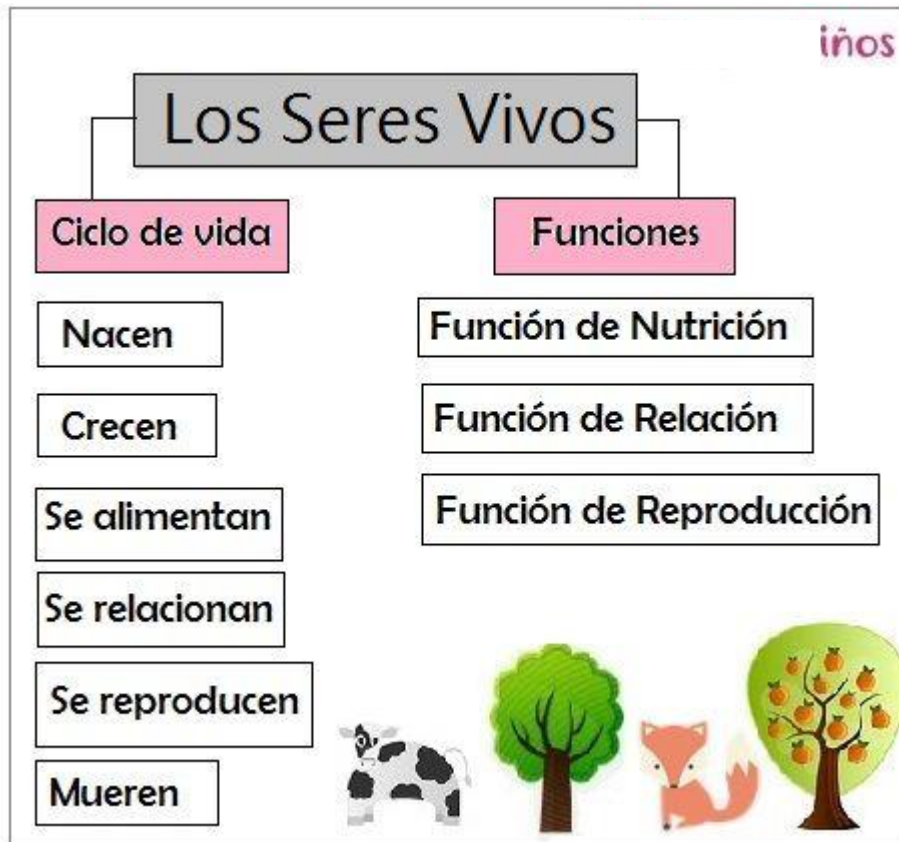 iños
Los Seres Vivos
Ciclo de vida
Nacen
Crecen
Se alimentan
Se relacionan
Se reproducen
Mueren
Funciones
Función de Nutrición
Función de Relación
Función de Reproducción